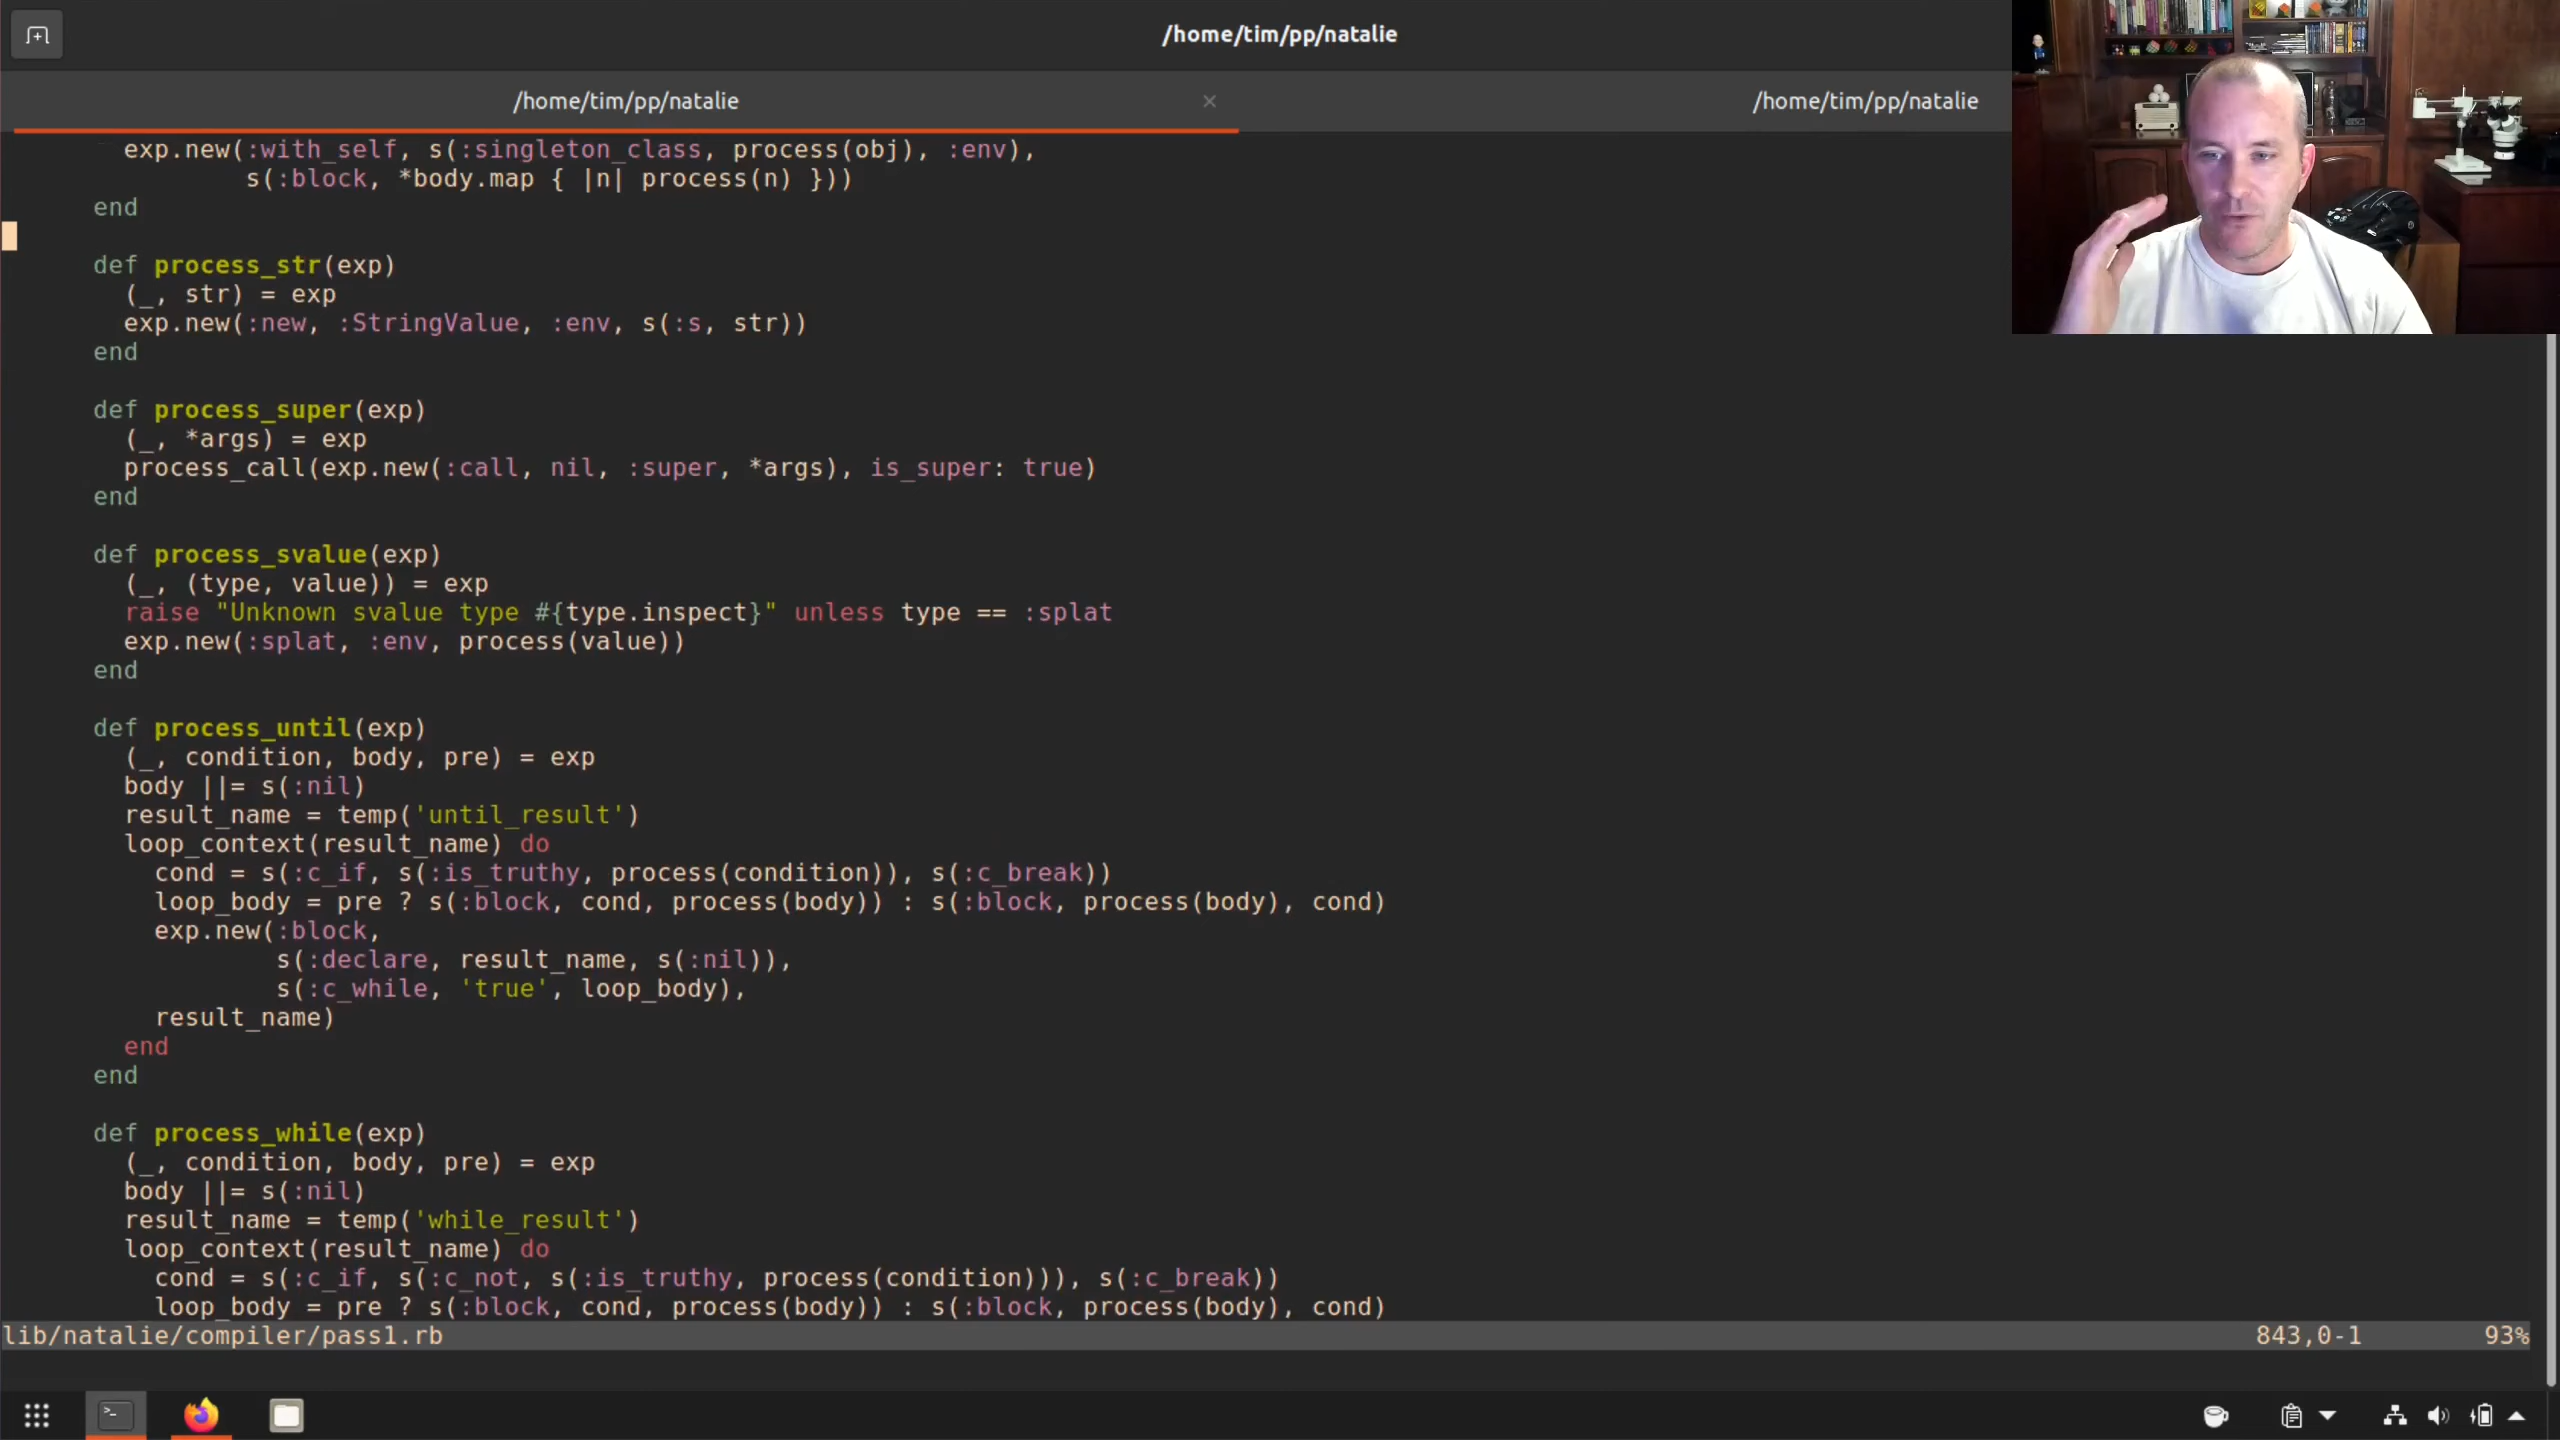 /home/tim/pp/natalie
/home/tim/pp/natalie ×
/home/tim/pp/natalie
exp.new(:with_self, s(:singleton_class, process(obj), :env),
s(:block, *body.map { |n| process(n) }))
end
def process_str(exp)
(_, str) = exp
exp.new(:new, :StringValue, :env, s(:s, str))
end
def process_super(exp)
(_, *args) = exp
process_call(exp.new(:call, nil, :super, *args), is_super: true)
end
def process_svalue(exp)
(_, (type, value)) = exp
raise "Unknown svalue type #{type.inspect}" unless type == :splat
exp.new(:splat, :env, process(value))
end
def process_until(exp)
(_, condition, body, pre) = exp
body ||= s(:nil)
result_name = temp('until_result')
loop_context(result_name) do
cond = s(:c_if, s(:is_truthy, process(condition)), s(:c_break))
loop_body = pre ? s(:block, cond, process(body)) : s(:block, process(body), cond)
exp.new(:block,
s(:declare, result_name, s(:nil)),
s(:c_while, 'true', loop_body),
result_name)
end
end
def process_while(exp)
(_, condition, body, pre) = exp
body ||= s(:nil)
result_name = temp('while_result')
loop_context(result_name) do
cond = s(:c_if, s(:c_not, s(:is_truthy, process(condition))), s(:c_break))
loop_body = pre ? s(:block, cond, process(body)) : s(:block, process(body), cond)
lib/natalie/compiler/pass1.rb 843,0-1 93%